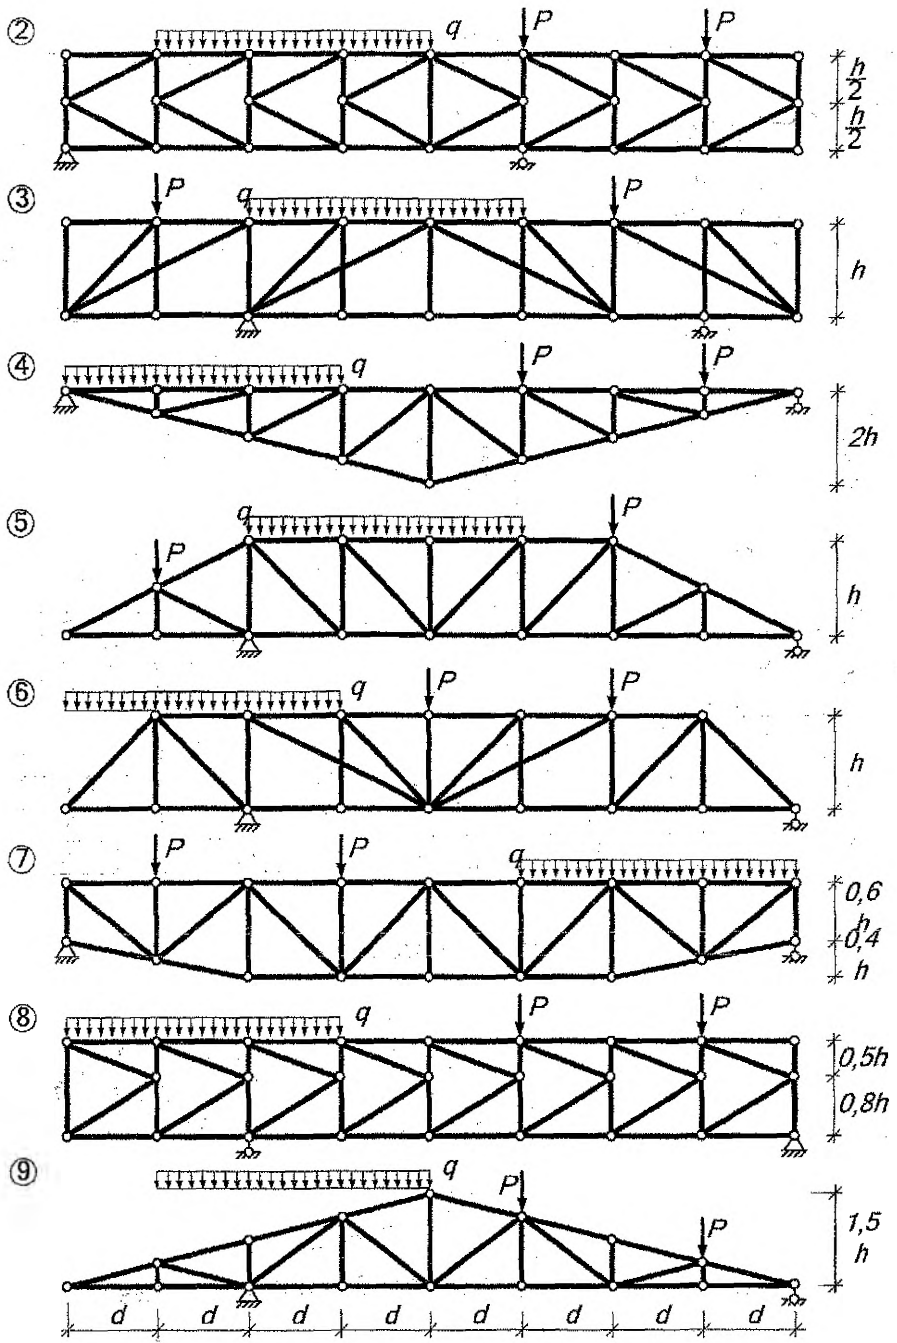 ② q P P
h/2
h/2
③ P q P
h
④ q P P
2h
⑤ P q P
h
⑥ q P P
h
⑦ P P q
0,6
h
0,4
h
⑧ q P P
0,5h
0,8h
⑨ q P P
1,5
h
d d d d d d d d